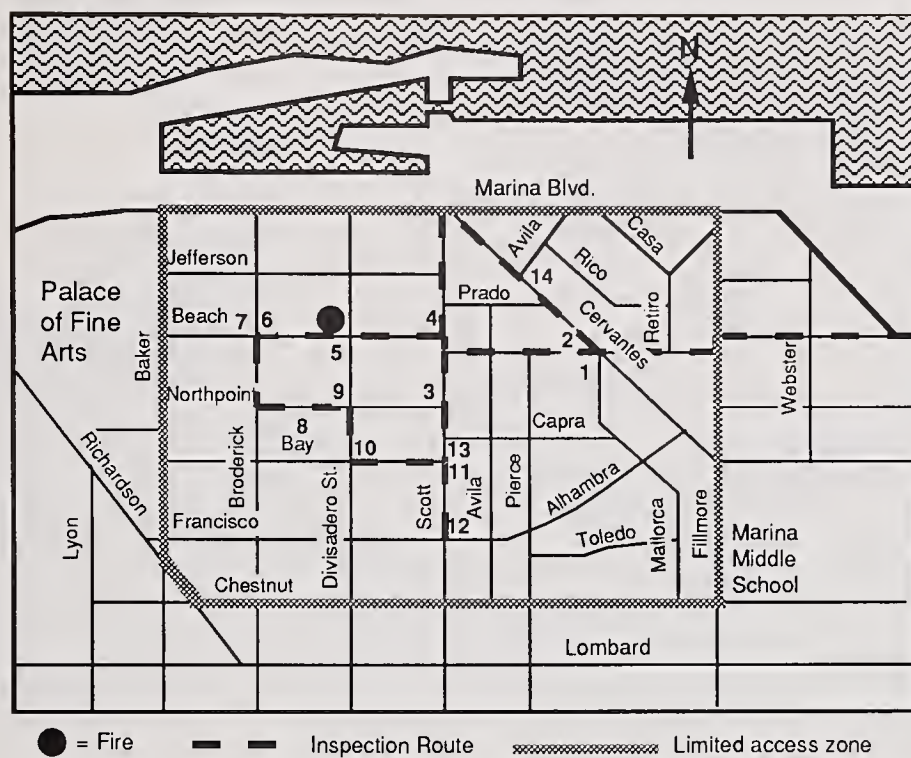 N
Marina Blvd.
Avila
Casa
Jefferson
Rico
14
Prado
Palace
of Fine
Arts
Beach
7
6
4
Cervantes
Retiro
5
2
1
Baker
Webster
Northpoint
9
3
Capra
8
Bay
10
13
11
Richardson
Broderick
Divisadero St.
Scott
Avila
Pierce
Alhambra
Lyon
Francisco
12
Toledo
Mallorca
Fillmore
Marina
Middle
School
Chestnut
Lombard
= Fire
Inspection Route
Limited access zone